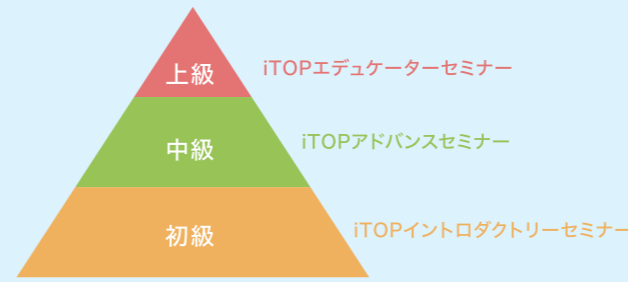 上級
iTOPエデュケーターセミナー
中級
iTOPアドバンスセミナー
初級
iTOPイントロダクトリーセミナー